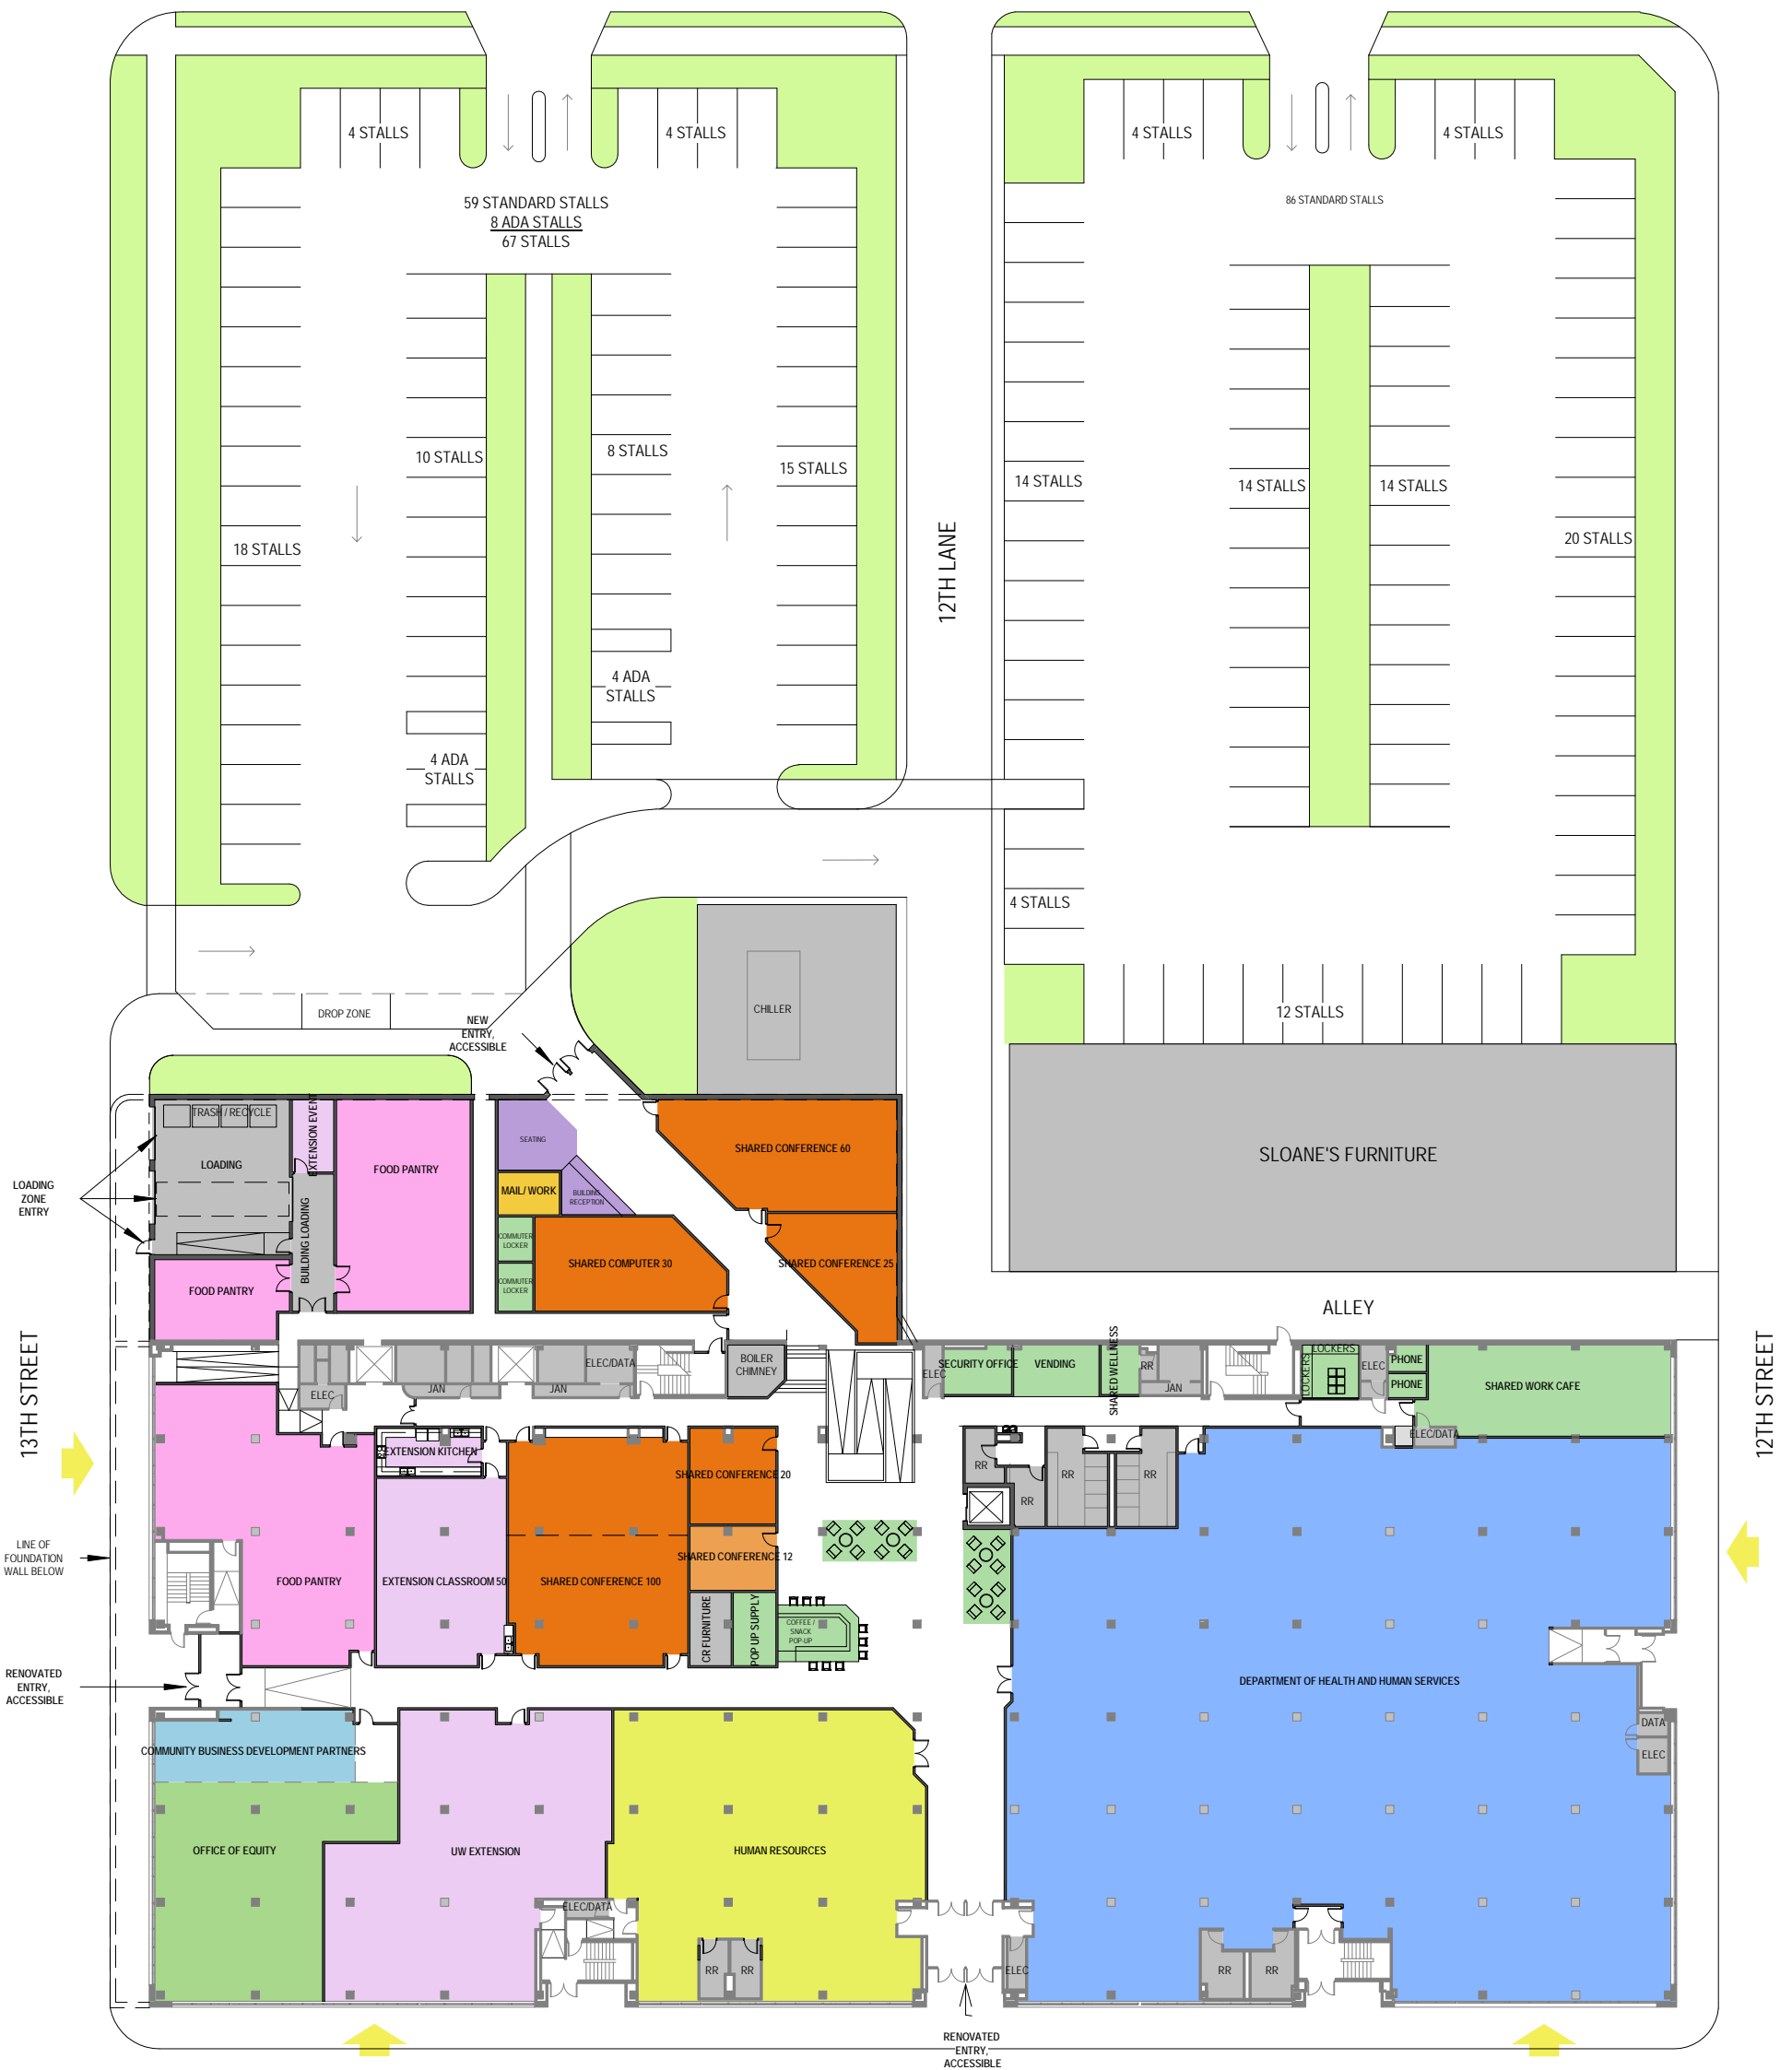 4 STALLS
4 STALLS
4 STALLS
4 STALLS
59 STANDARD STALLS
8 ADA STALLS
67 STALLS
86 STANDARD STALLS
10 STALLS
8 STALLS
15 STALLS
18 STALLS
14 STALLS
14 STALLS
14 STALLS
20 STALLS
12TH LANE
4 ADA
STALLS
4 ADA
STALLS
4 STALLS
12 STALLS
DROP ZONE
NEW
ENTRY,
ACCESSIBLE
CHILLER
TRASH / RECYCLE
LOADING
EXTENSION EVENT
FOOD PANTRY
SEATING
MAIL/ WORK
BUILDING
RECEPTION
SHARED CONFERENCE 60
SLOANE'S FURNITURE
LOADING
ZONE
ENTRY
BUILDING LOADING
FOOD PANTRY
COMMUTER
LOCKER
COMMUTER
LOCKER
SHARED COMPUTER 30
SHARED CONFERENCE 25
ALLEY
13TH STREET
12TH STREET
ELEC
JAN
JAN
ELEC/DATA
BOILER
CHIMNEY
ELEC
SECURITY OFFICE
VENDING
SHARED WELLNESS
RR
JAN
LOCKERS
LOCKERS
ELEC
PHONE
PHONE
SHARED WORK CAFE
ELEC/DATA
EXTENSION KITCHEN
SHARED CONFERENCE 20
RR
RR
RR
RR
LINE OF
FOUNDATION
WALL BELOW
FOOD PANTRY
EXTENSION CLASSROOM 50
SHARED CONFERENCE 100
SHARED CONFERENCE 12
CR FURNITURE
POP UP SUPPLY
COFFEE /
SNACK
POP-UP
RENOVATED
ENTRY,
ACCESSIBLE
DEPARTMENT OF HEALTH AND HUMAN SERVICES
DATA
ELEC
COMMUNITY BUSINESS DEVELOPMENT PARTNERS
OFFICE OF EQUITY
UW EXTENSION
HUMAN RESOURCES
ELEC/DATA
RR
RR
ELEC
RR
RR
RENOVATED
ENTRY,
ACCESSIBLE